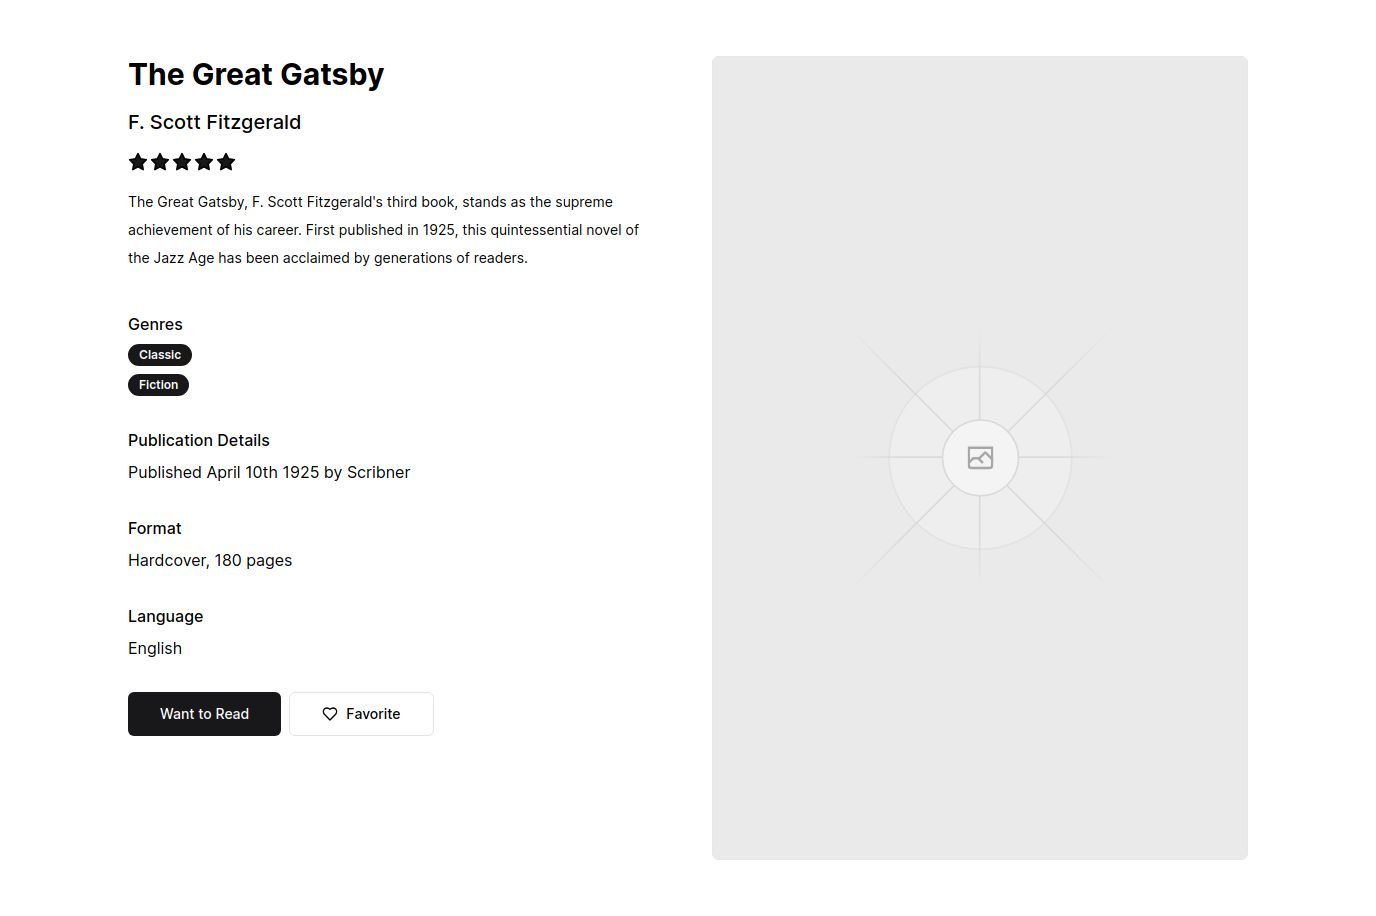 The Great Gatsby
F. Scott Fitzgerald
The Great Gatsby, F. Scott Fitzgerald's third book, stands as the supreme
achievement of his career. First published in 1925, this quintessential novel of
the Jazz Age has been acclaimed by generations of readers.
Genres
Classic
Fiction
Publication Details
Published April 10th 1925 by Scribner
Format
Hardcover, 180 pages
Language
English
Want to Read
Favorite